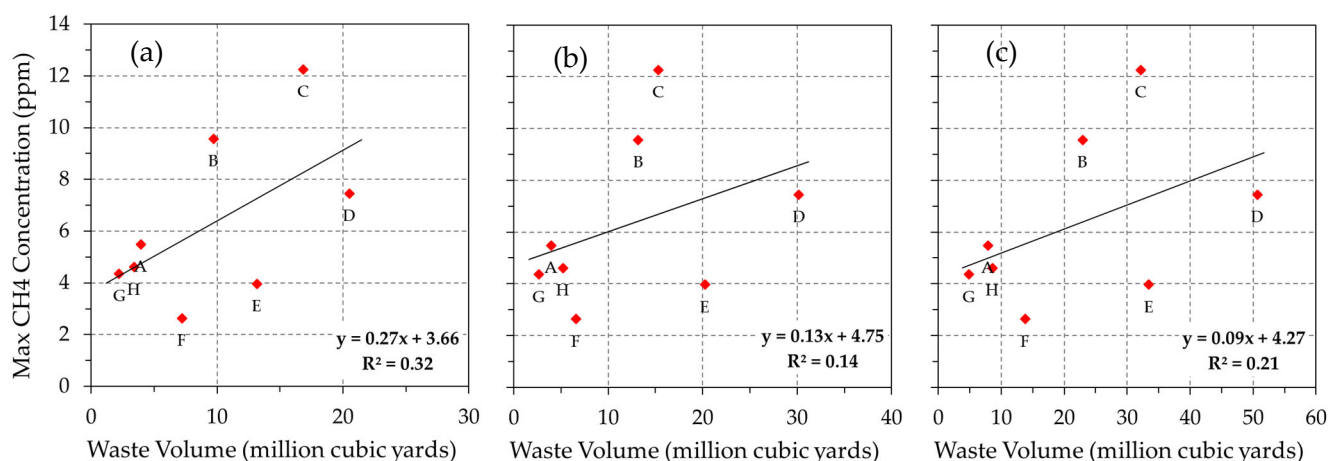 Max CH4 Concentration (ppm)
14
12
10
8
6
4
2
0
(a)
C
B
D
A
G
H
E
F
y = 0.27x + 3.66
R² = 0.32
0
10
20
30
Waste Volume (million cubic yards)
(b)
C
B
D
A
G
H
E
F
y = 0.13x + 4.75
R² = 0.14
0
10
20
30
40
Waste Volume (million cubic yards)
(c)
C
B
D
A
G
H
E
F
y = 0.09x + 4.27
R² = 0.21
0
10
20
30
40
50
60
Waste Volume (million cubic yards)